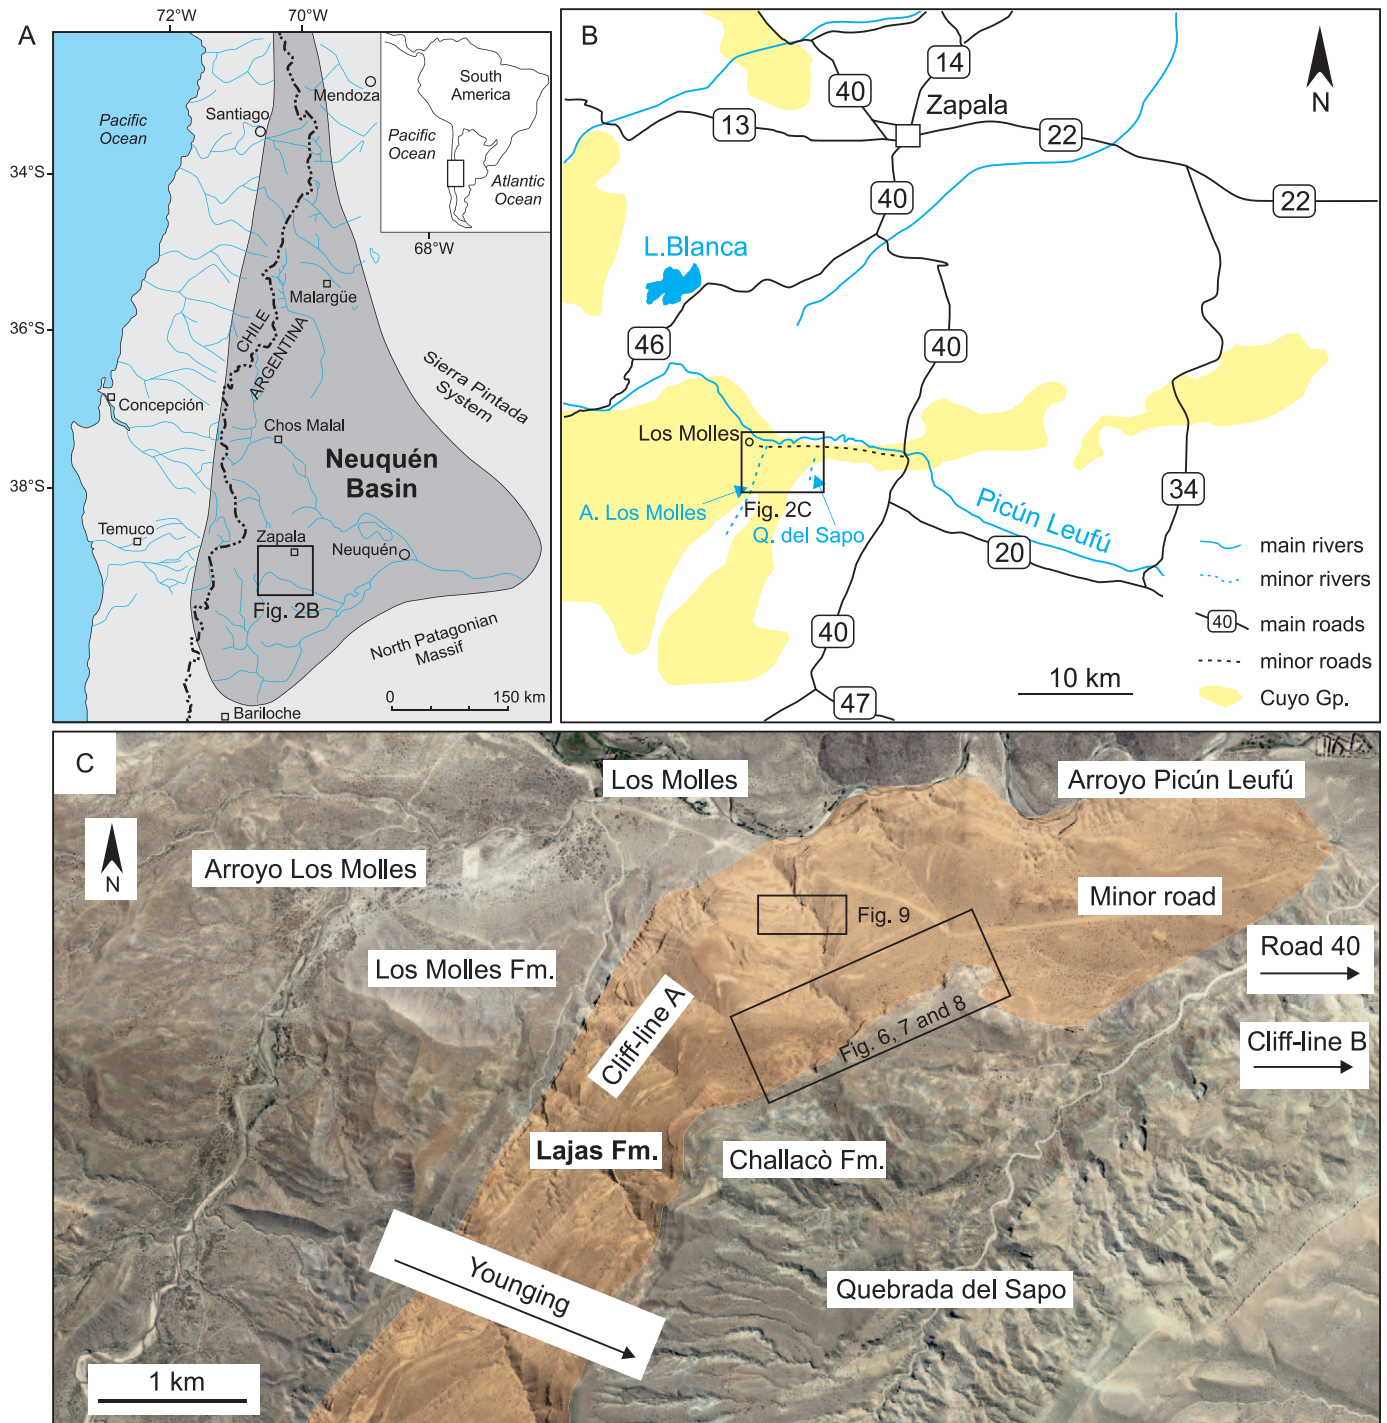 A
72°W
70°W
34°S
36°S
38°S
68°W
Pacific
Ocean
Santiago
Mendoza
South
America
Pacific
Ocean
Atlantic
Ocean
Malargüe
CHILE
ARGENTINA
Sierra Pintada
System
Concepción
Chos Malal
Neuquén
Basin
Temuco
Zapala
Neuquén
Fig. 2B
North Patagonian
Massif
0
150 km
Bariloche
B
14
40
Zapala
13
22
N
40
22
L.Blanca
46
40
Los Molles
A. Los Molles
Fig. 2C
Q. del Sapo
Picún Leufú
34
20
40
47
10 km
main rivers
minor rivers
40
main roads
minor roads
Cuyo Gp.
C
N
Los Molles
Arroyo Picún Leufú
Arroyo Los Molles
Minor road
Fig. 9
Road 40
Los Molles Fm.
Cliff-line A
Fig. 6, 7 and 8
Cliff-line B
Lajas Fm.
Challacò Fm.
Younging
Quebrada del Sapo
1 km